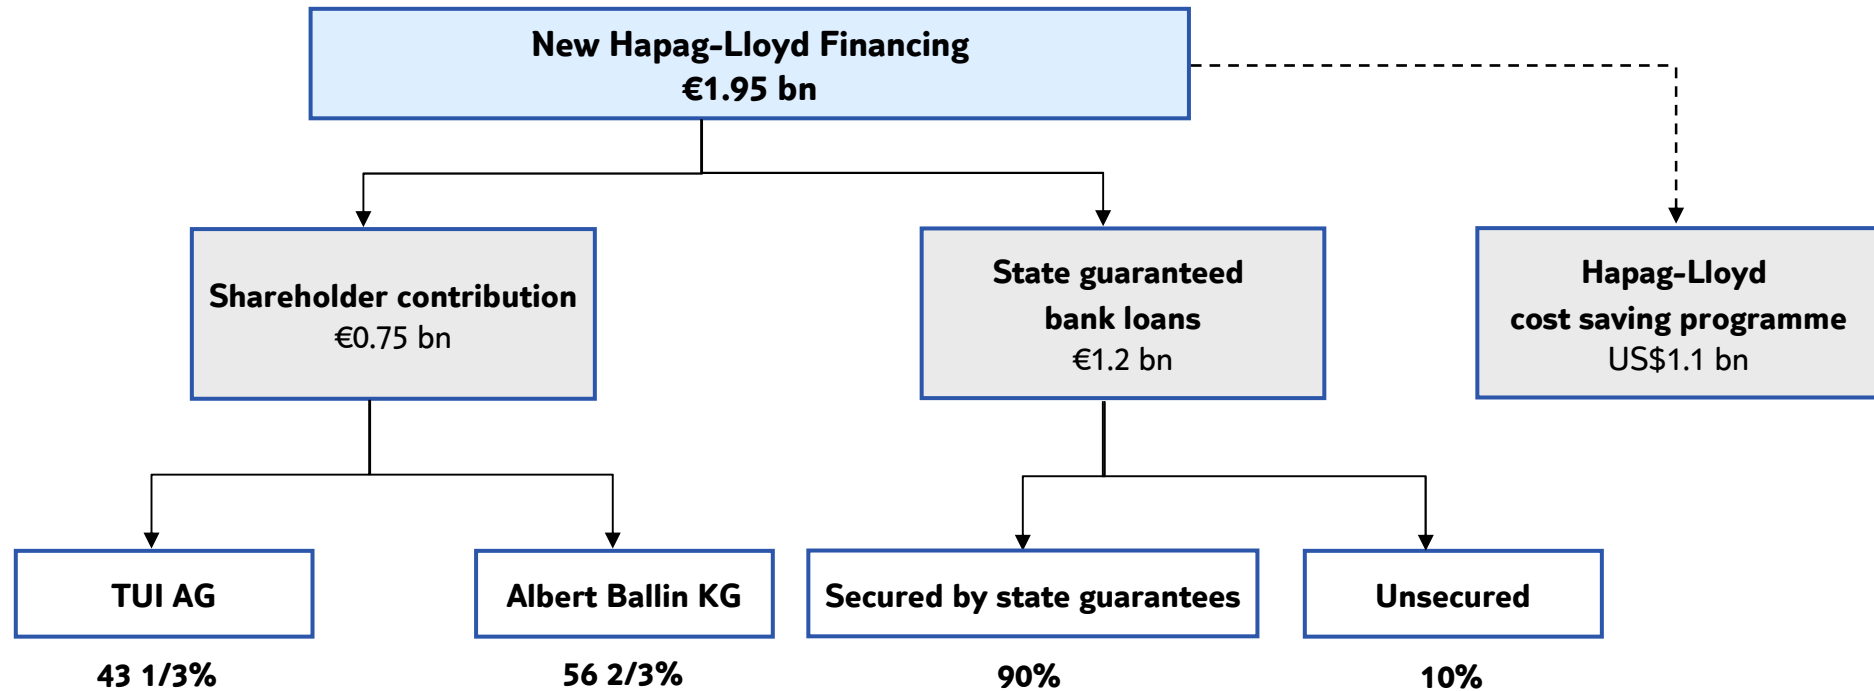 New Hapag-Lloyd Financing
€1.95 bn
Shareholder contribution
€0.75 bn
State guaranteed
bank loans
€1.2 bn
Hapag-Lloyd
cost saving programme
US$1.1 bn
TUI AG
Albert Ballin KG
Secured by state guarantees
Unsecured
43 1/3%
56 2/3%
90%
10%